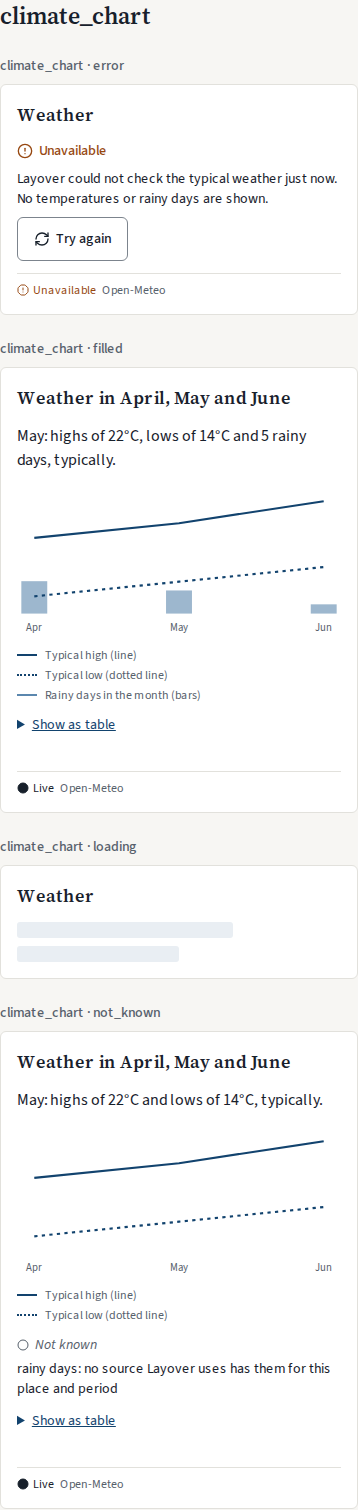 climate_chart
climate_chart · error
Weather
Unavailable
Layover could not check the typical weather just now.
No temperatures or rainy days are shown.
Try again
Unavailable Open-Meteo
climate_chart · filled
Weather in April, May and June
May: highs of 22°C, lows of 14°C and 5 rainy
days, typically.
Apr May Jun
Typical high (line)
Typical low (dotted line)
Rainy days in the month (bars)
Show as table
Live Open-Meteo
climate_chart · loading
Weather
climate_chart · not_known
Weather in April, May and June
May: highs of 22°C and lows of 14°C, typically.
Apr May Jun
Typical high (line)
Typical low (dotted line)
Not known
rainy days: no source Layover uses has them for this
place and period
Show as table
Live Open-Meteo